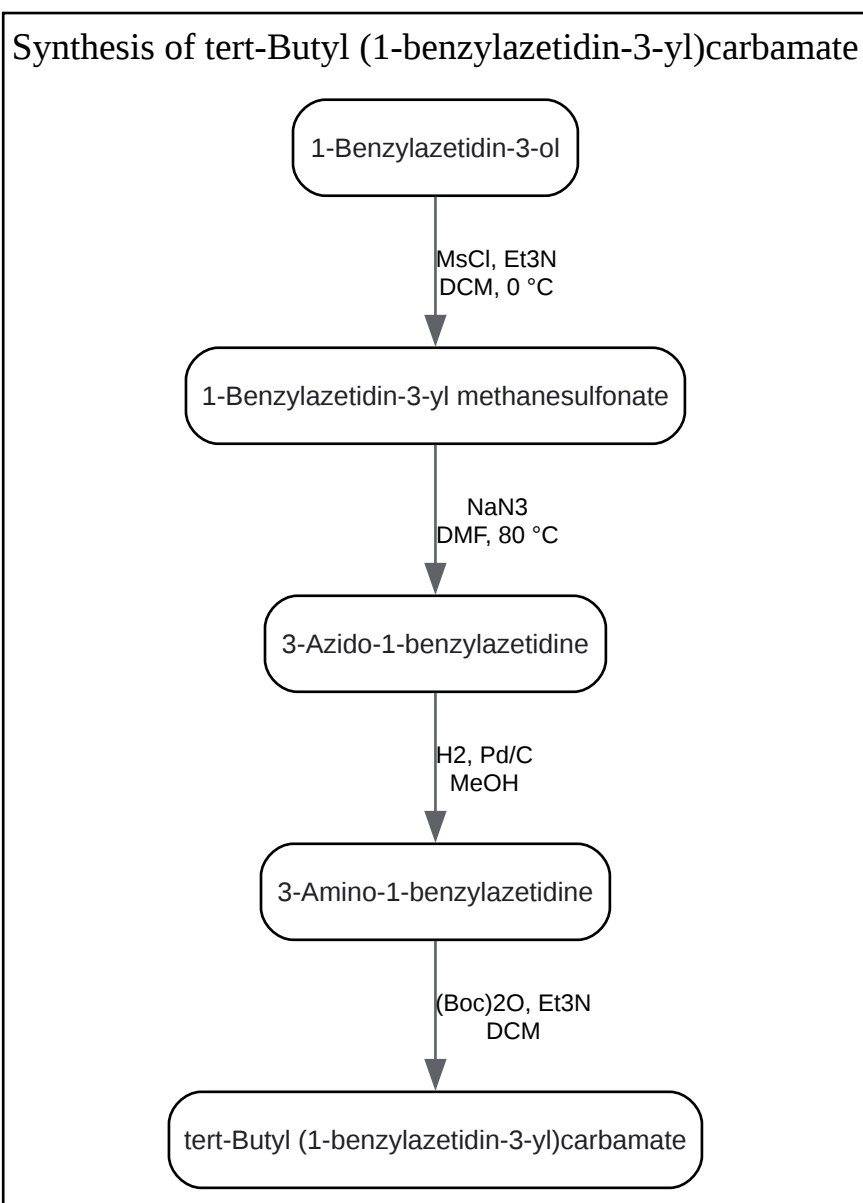 Synthesis of tert-Butyl (1-benzylazetidin-3-yl)carbamate
1-Benzylazetidin-3-ol
MsCl, Et3N
DCM, 0 °C
1-Benzylazetidin-3-yl methanesulfonate
NaN3
DMF, 80 °C
3-Azido-1-benzylazetidine
H2, Pd/C
MeOH
3-Amino-1-benzylazetidine
(Boc)2O, Et3N
DCM
tert-Butyl (1-benzylazetidin-3-yl)carbamate